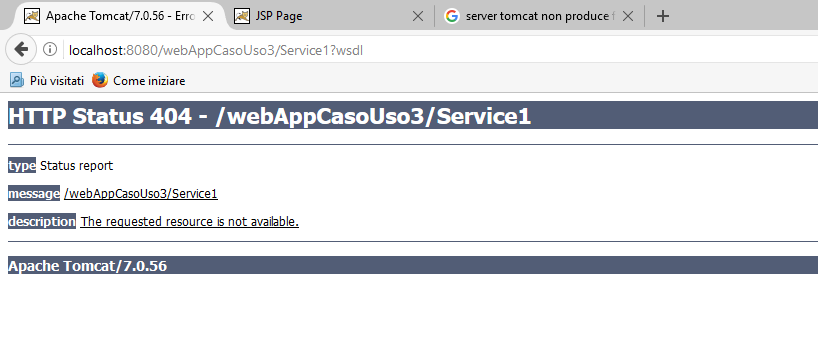 Apache Tomcat/7.0.56 - Erro
JSP Page
server tomcat non produce
localhost:8080/webAppCasoUso3/Service1?wsdl
Più visitati
Come iniziare
HTTP Status 404 - /webAppCasoUso3/Service1
type Status report
message /webAppCasoUso3/Service1
description The requested resource is not available.
Apache Tomcat/7.0.56